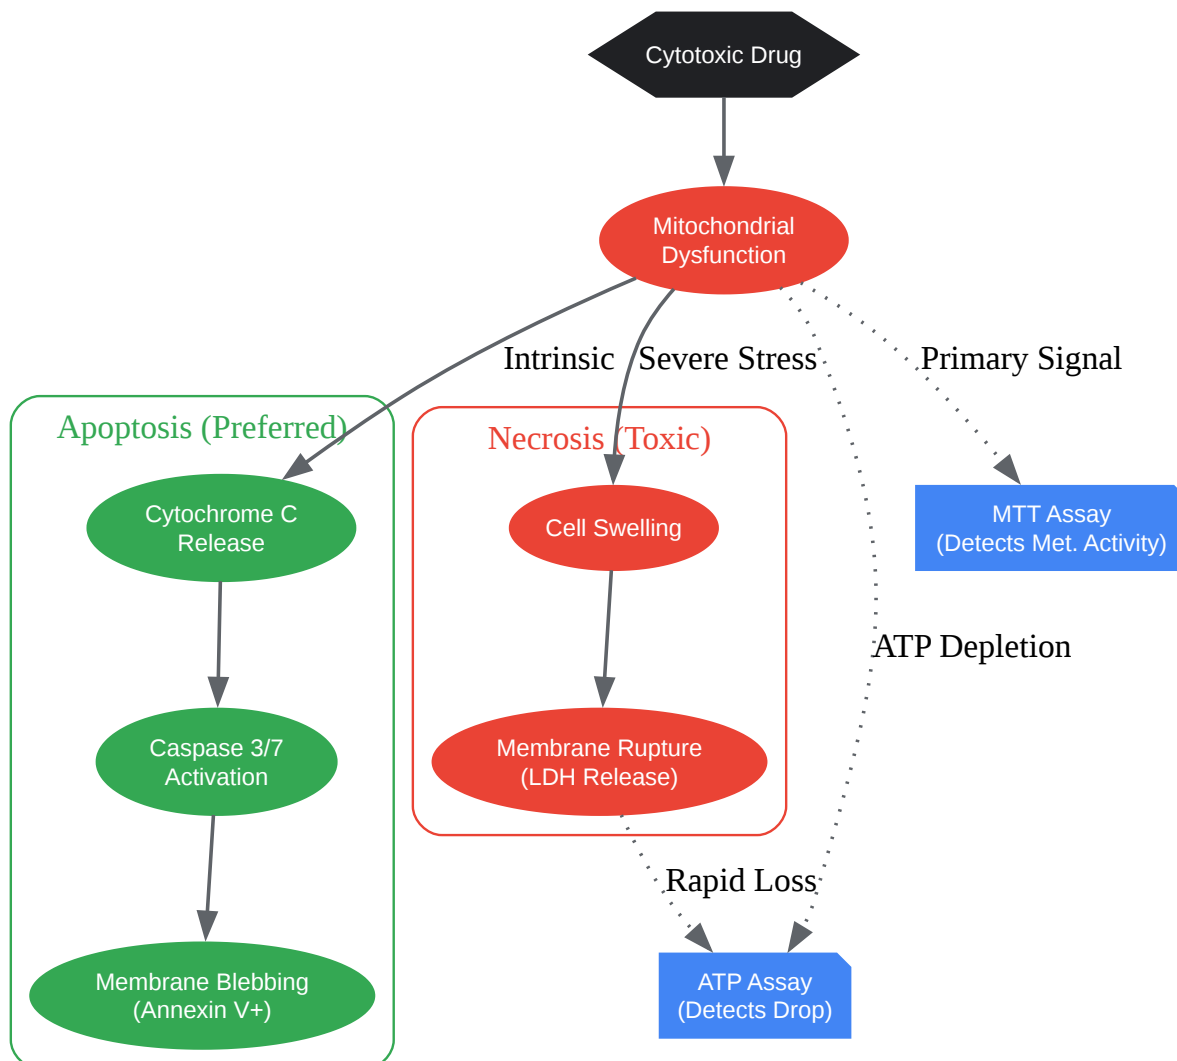 Cytotoxic Drug
Mitochondrial
Dysfunction
Intrinsic
Severe Stress
Primary Signal
Apoptosis (Preferred)
Necrosis (Toxic)
Cytochrome C
Release
Cell Swelling
MTT Assay
(Detects Met. Activity)
ATP Depletion
Caspase 3/7
Activation
Membrane Rupture
(LDH Release)
Rapid Loss
Membrane Blebbing
(Annexin V+)
ATP Assay
(Detects Drop)